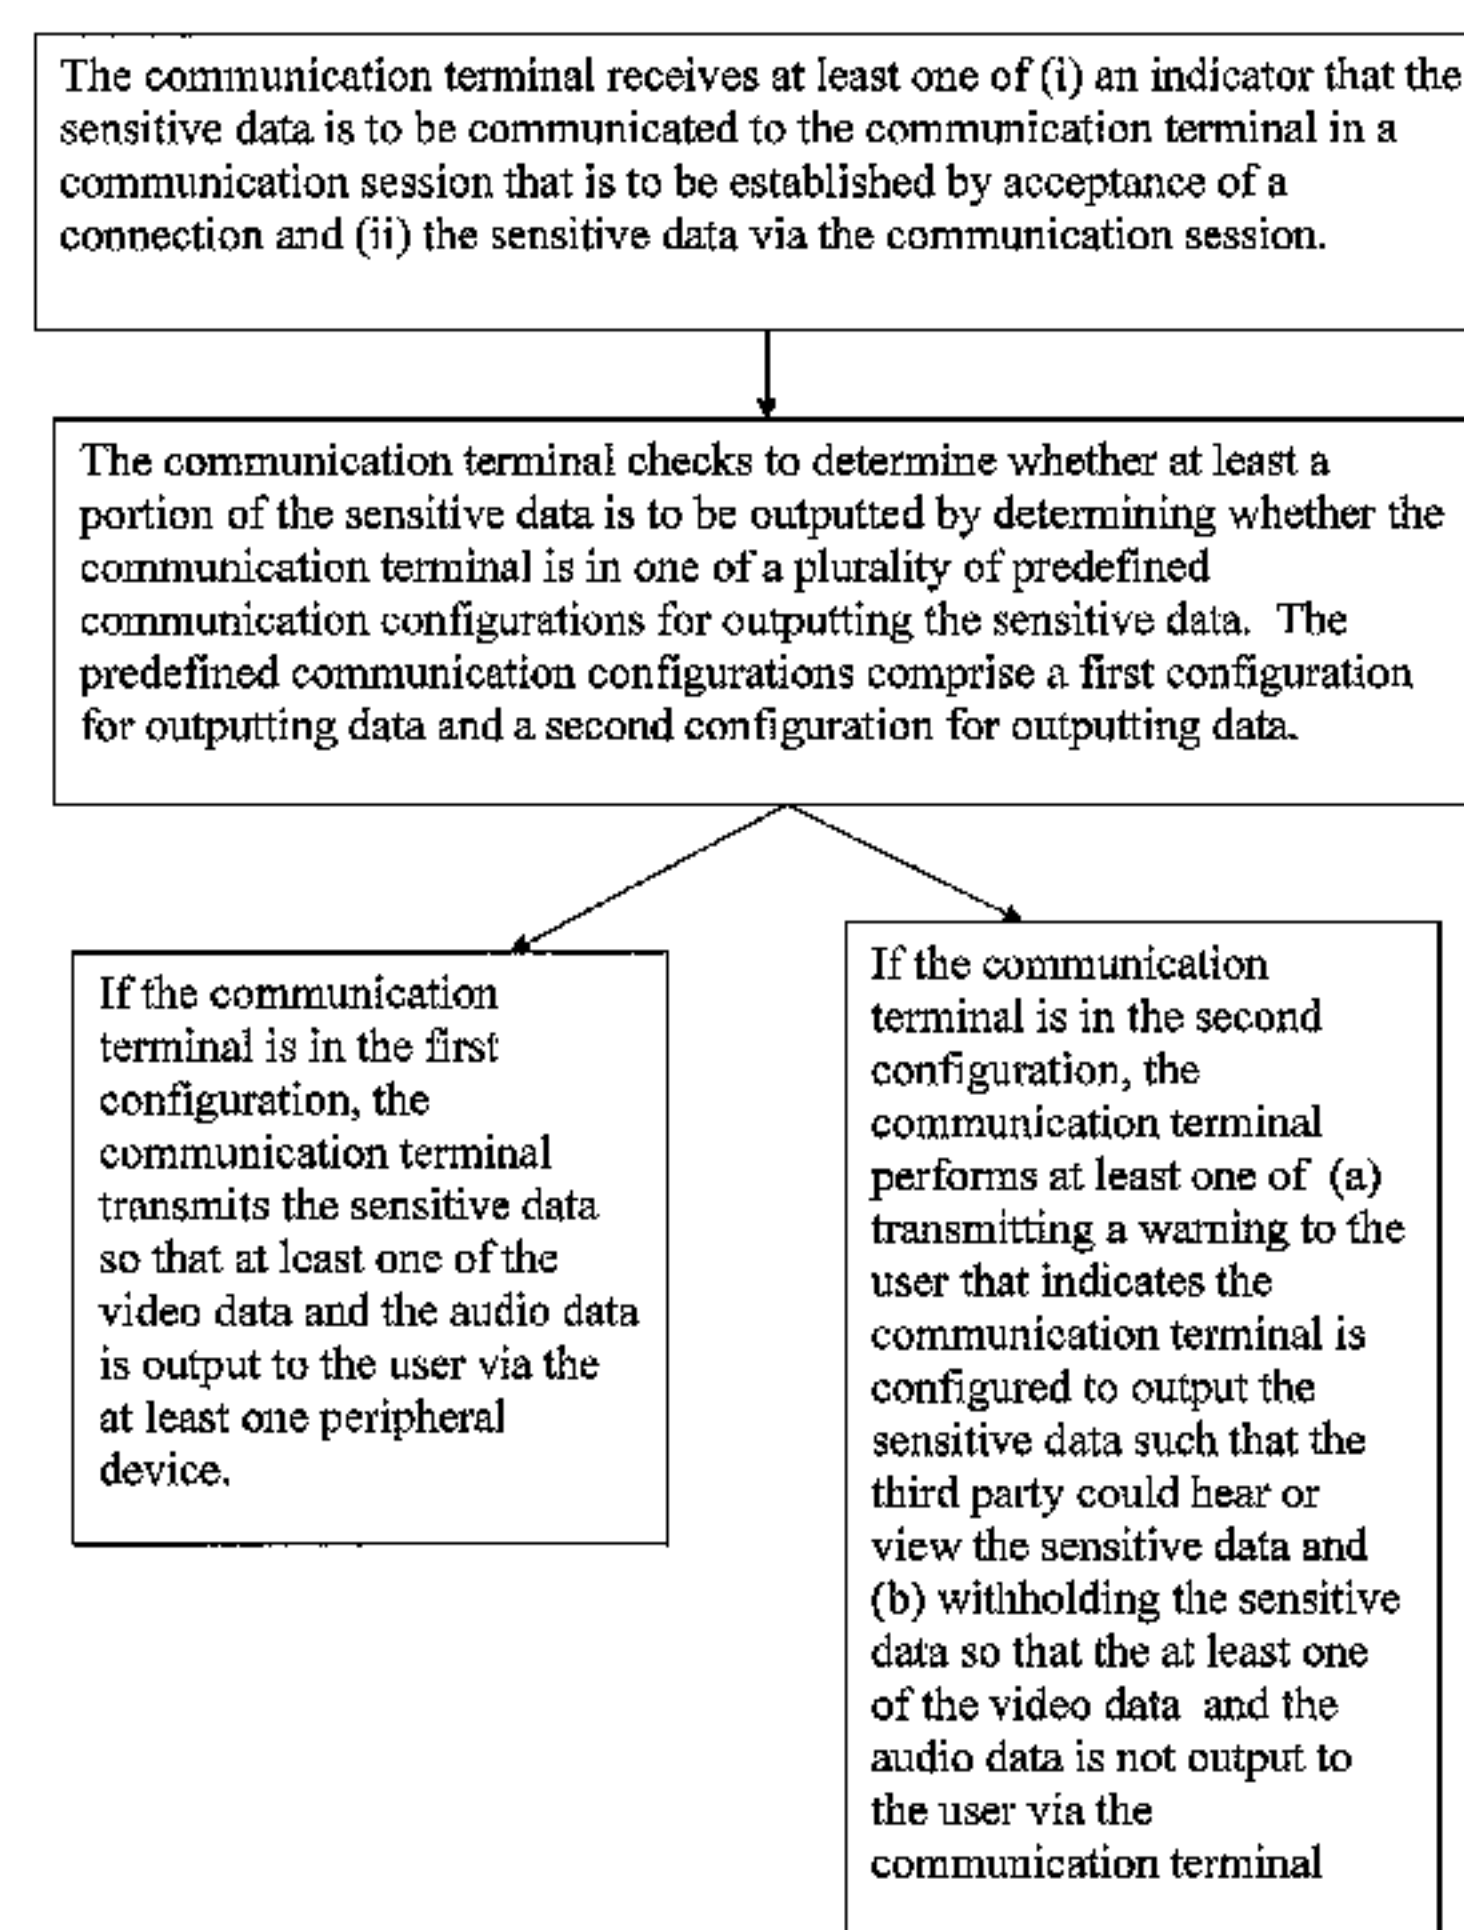 The communication terminal receives at least one of (i) an indicator that the
sensitive data is to be communicated to the communication terminal in a
communication session that is to be established by acceptance of a
connection and (ii) the sensitive data via the communication session.
The communication terminal checks to determine whether at least a
portion of the sensitive data is to be outputted by determining whether the
communication terminal is in one of a plurality of predefined
communication configurations for outputting the sensitive data. The
predefined communication configurations comprise a first configuration
for outputting data and a second configuration for outputting data.
If the communication
terminal is in the first
configuration, the
communication terminal
transmits the sensitive data
so that at least one of the
video data and the audio data
is output to the user via the
at least one peripheral
device.
If the communication
terminal is in the second
configuration, the
communication terminal
performs at least one of (a)
transmitting a warning to the
user that indicates the
communication terminal is
configured to output the
sensitive data such that the
third party could hear or
view the sensitive data and
(b) withholding the sensitive
data so that the at least one
of the video data and the
audio data is not output to
the user via the
communication terminal